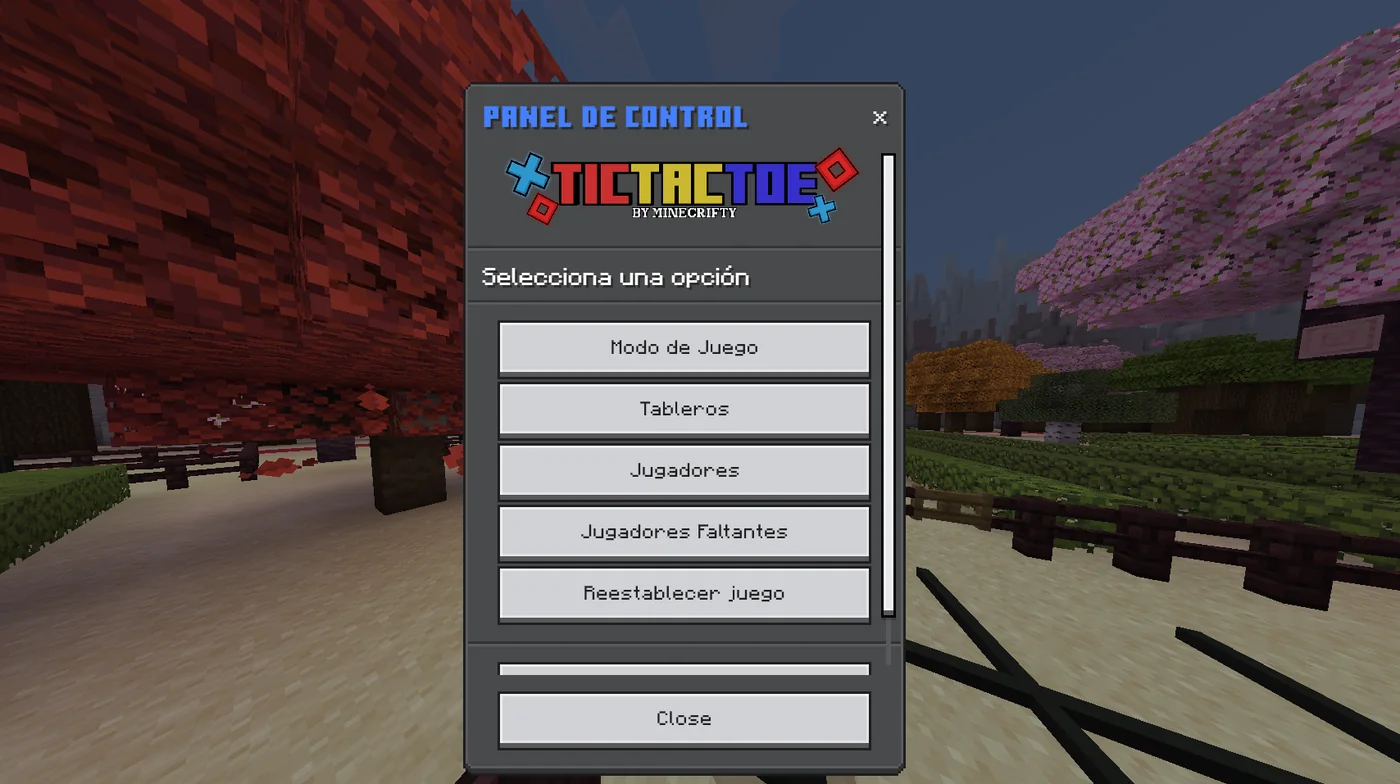 PANEL DE CONTROL
TICTACTOE
BY MINECRIFTY
Selecciona una opción
Modo de Juego
Tableros
Jugadores
Jugadores Faltantes
Reestablecer juego
Close